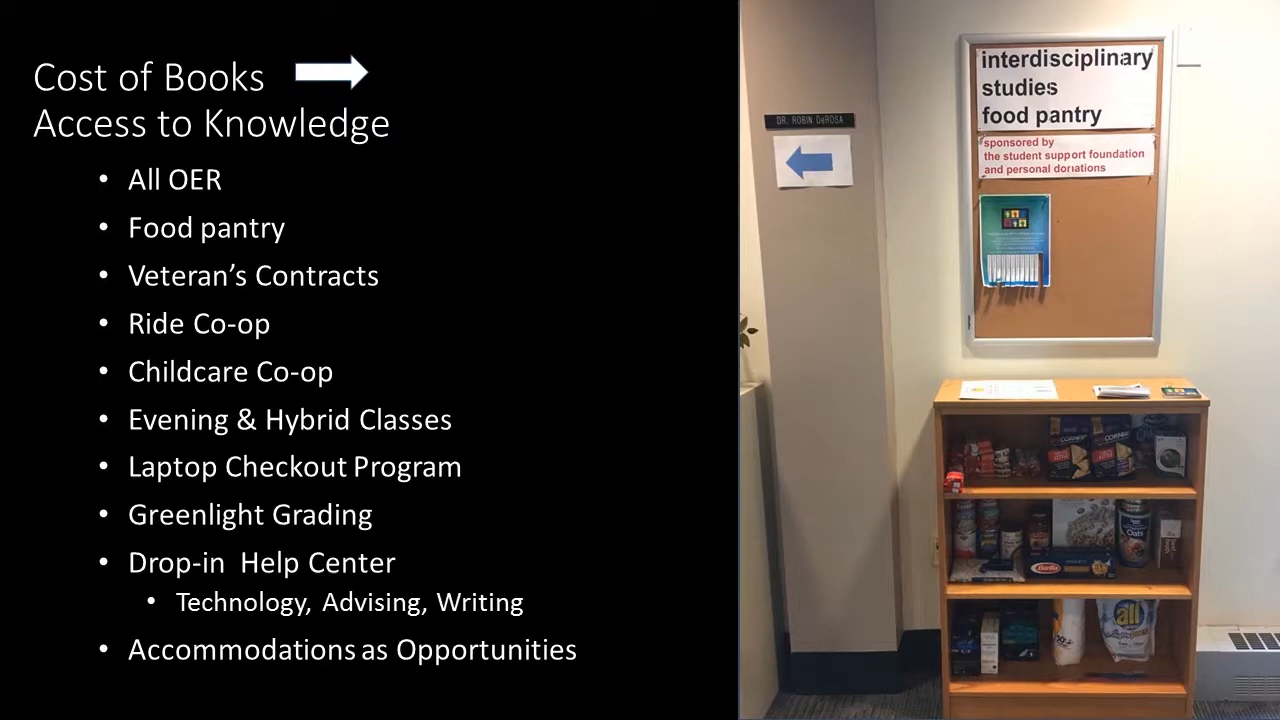 Cost of Books
Access to Knowledge
• All OER
• Food pantry
• Veteran’s Contracts
• Ride Co-op
• Childcare Co-op
• Evening & Hybrid Classes
• Laptop Checkout Program
• Greenlight Grading
• Drop-in Help Center
• Technology, Advising, Writing
• Accommodations as Opportunities
DR. ROBIN DeROSA
interdisciplinary
studies
food pantry
sponsored by
the student support foundation
and personal donations
Oats
Barilla
all